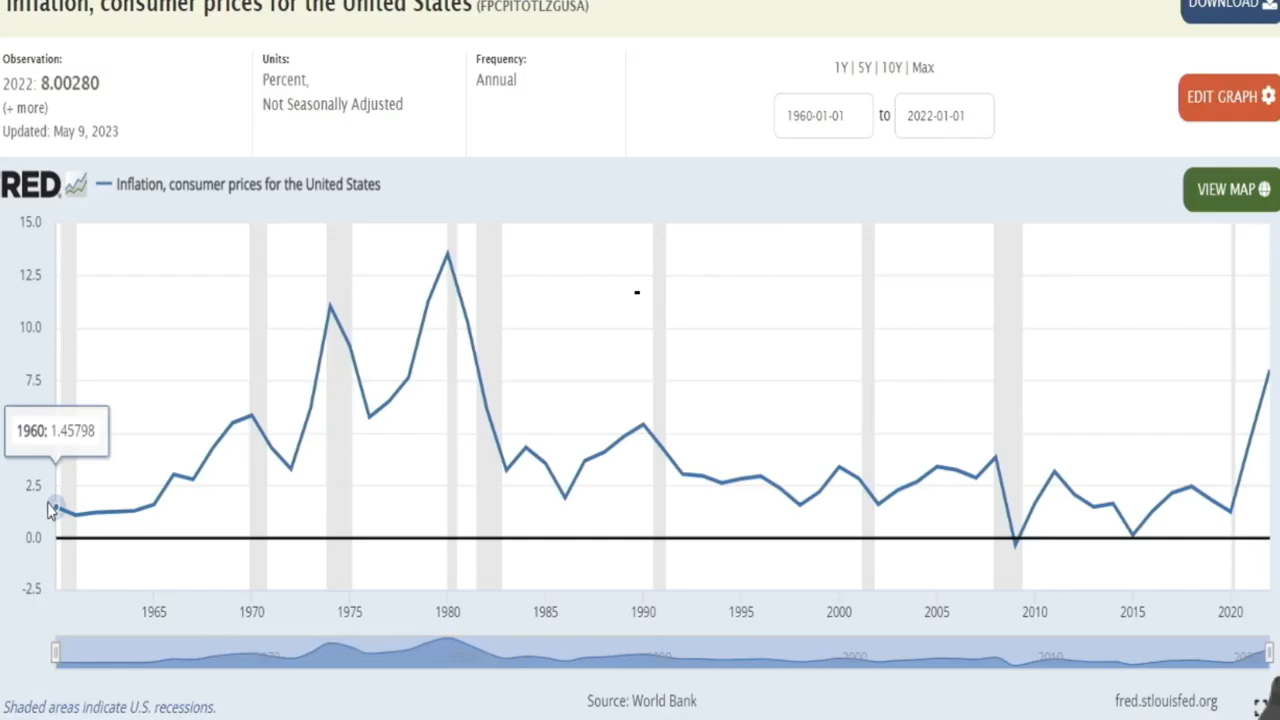 Inflation, consumer prices for the United States (FPCPITOTLZGUSA)
DOWNLOAD
Observation:
2022: 8.00280
(+ more)
Updated: May 9, 2023
Units:
Percent,
Not Seasonally Adjusted
Frequency:
Annual
1Y | 5Y | 10Y | Max
1960-01-01 to 2022-01-01
EDIT GRAPH
RED
Inflation, consumer prices for the United States
VIEW MAP
15.0
12.5
10.0
7.5
2.5
0.0
-2.5
1960: 1.45798
1965 1970 1975 1980 1985 1990 1995 2000 2005 2010 2015 2020
2000 2010
Shaded areas indicate U.S. recessions.
Source: World Bank
fred.stlouisfed.org